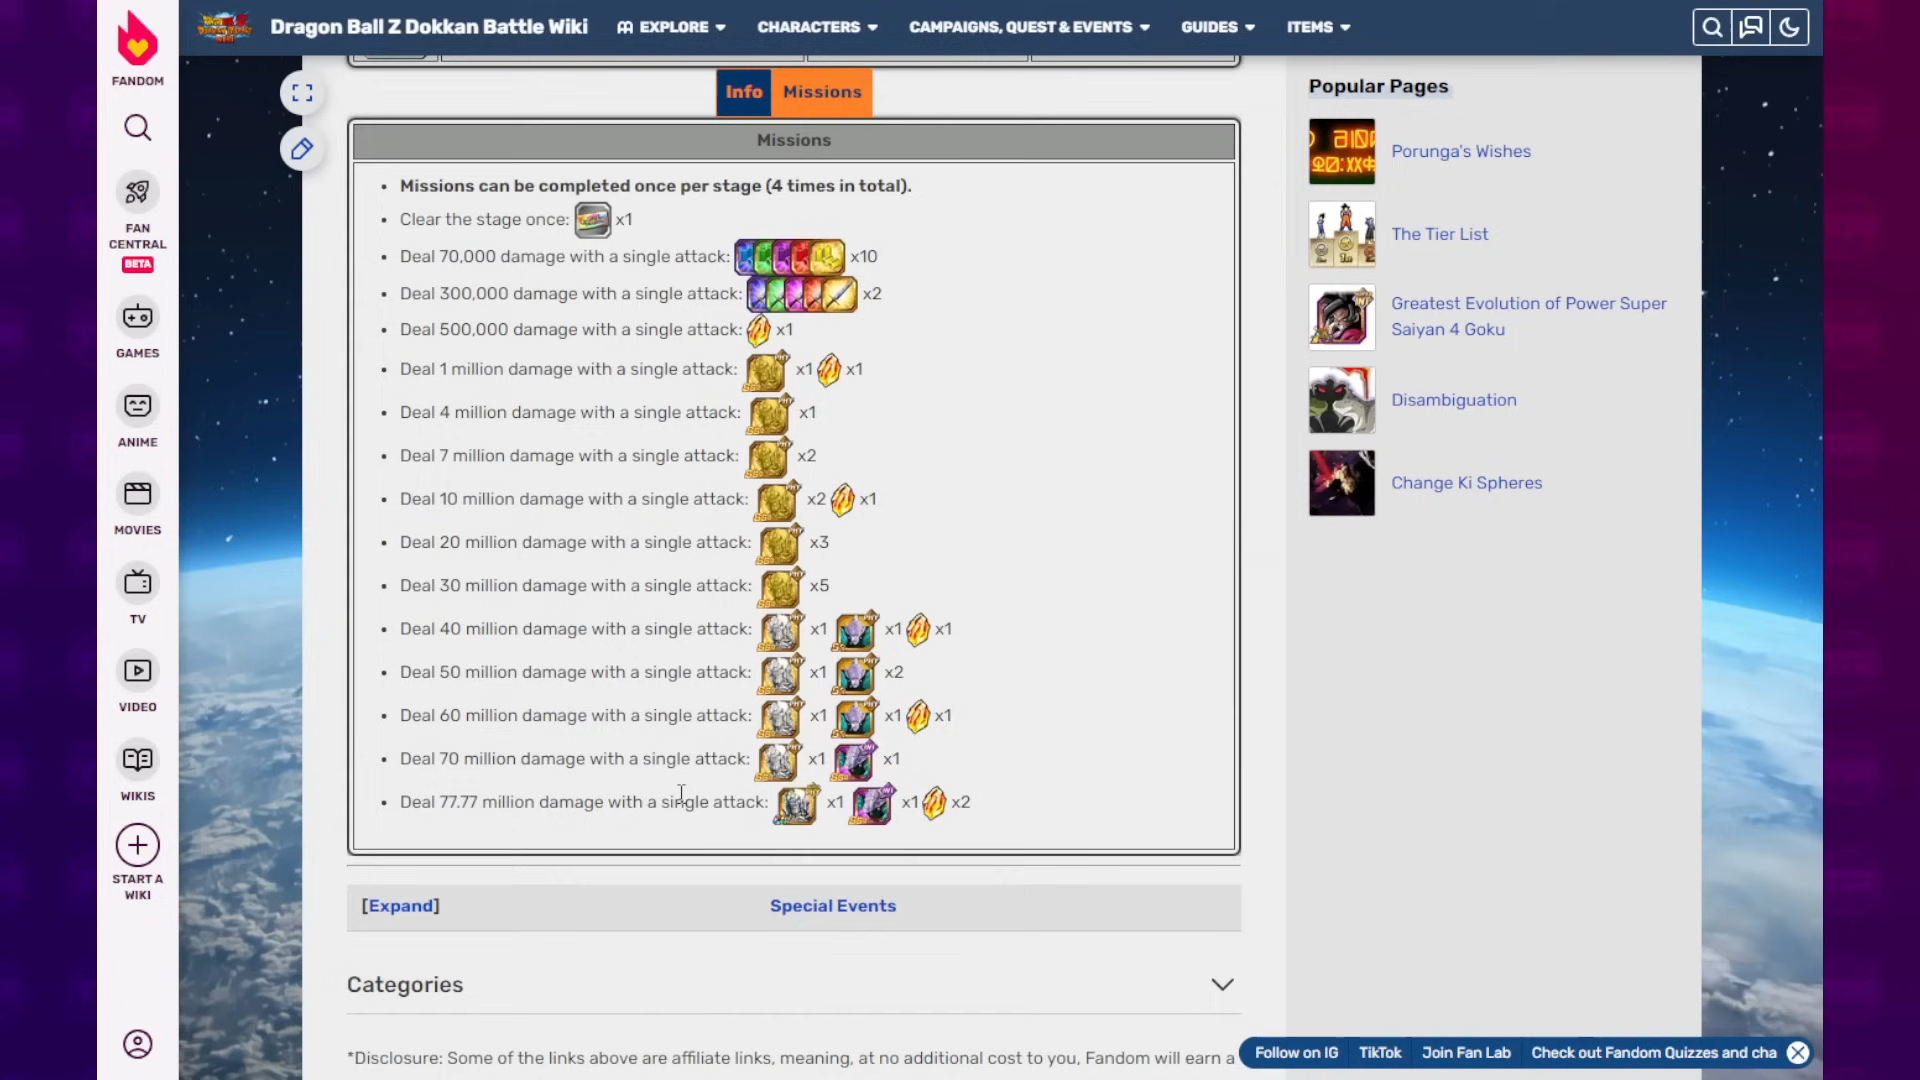 Dragon Ball Z Dokkan Battle Wiki
EXPLORE
CHARACTERS
CAMPAIGNS, QUEST & EVENTS
GUIDES
ITEMS
FANDOM
FAN CENTRAL
BETA
GAMES
ANIME
MOVIES
TV
VIDEO
WIKIS
START A WIKI
Info
Missions
Missions
Missions can be completed once per stage (4 times in total).
Clear the stage once: x1
Deal 70,000 damage with a single attack: x10
Deal 300,000 damage with a single attack: x2
Deal 500,000 damage with a single attack: x1
Deal 1 million damage with a single attack: x1 x1
Deal 4 million damage with a single attack: x1
Deal 7 million damage with a single attack: x2
Deal 10 million damage with a single attack: x2 x1
Deal 20 million damage with a single attack: x3
Deal 30 million damage with a single attack: x5
Deal 40 million damage with a single attack: x1 x1 x1
Deal 50 million damage with a single attack: x1 x2
Deal 60 million damage with a single attack: x1 x1 x1
Deal 70 million damage with a single attack: x1 x1
Deal 77.77 million damage with a single attack: x1 x1 x2
[Expand]
Special Events
Categories
*Disclosure: Some of the links above are affiliate links, meaning, at no additional cost to you, Fandom will earn a
Popular Pages
Porunga's Wishes
The Tier List
Greatest Evolution of Power Super
Saiyan 4 Goku
Disambiguation
Change Ki Spheres
Follow on IG
TikTok
Join Fan Lab
Check out Fandom Quizzes and cha